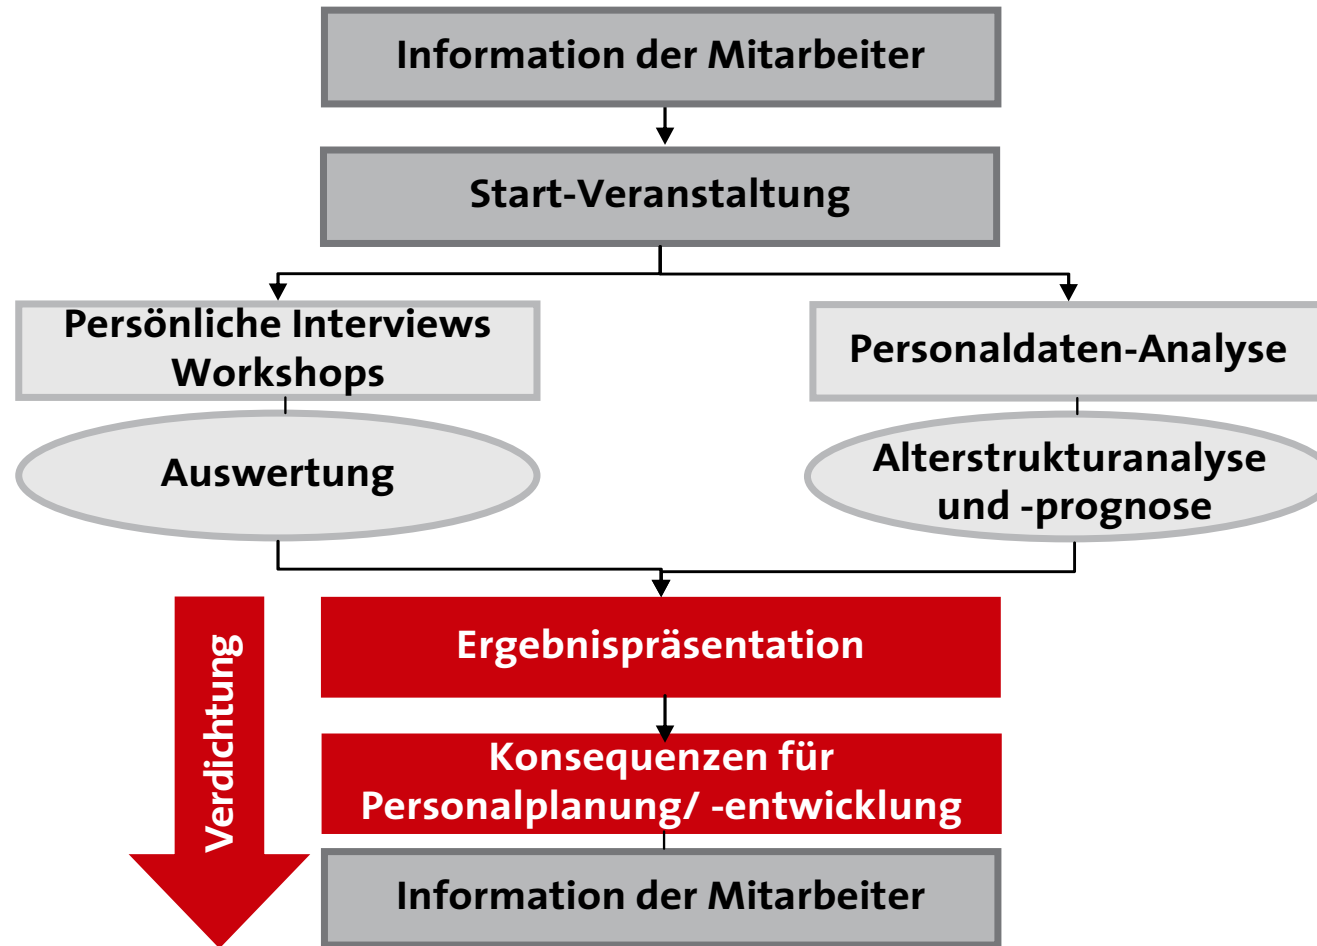 Information der Mitarbeiter
Start-Veranstaltung
Persönliche Interviews
Workshops
Personaldaten-Analyse
Auswertung
Alterstrukturanalyse
und -prognose
Verdichtung
Ergebnispräsentation
Konsequenzen für
Personalplanung/ -entwicklung
Information der Mitarbeiter